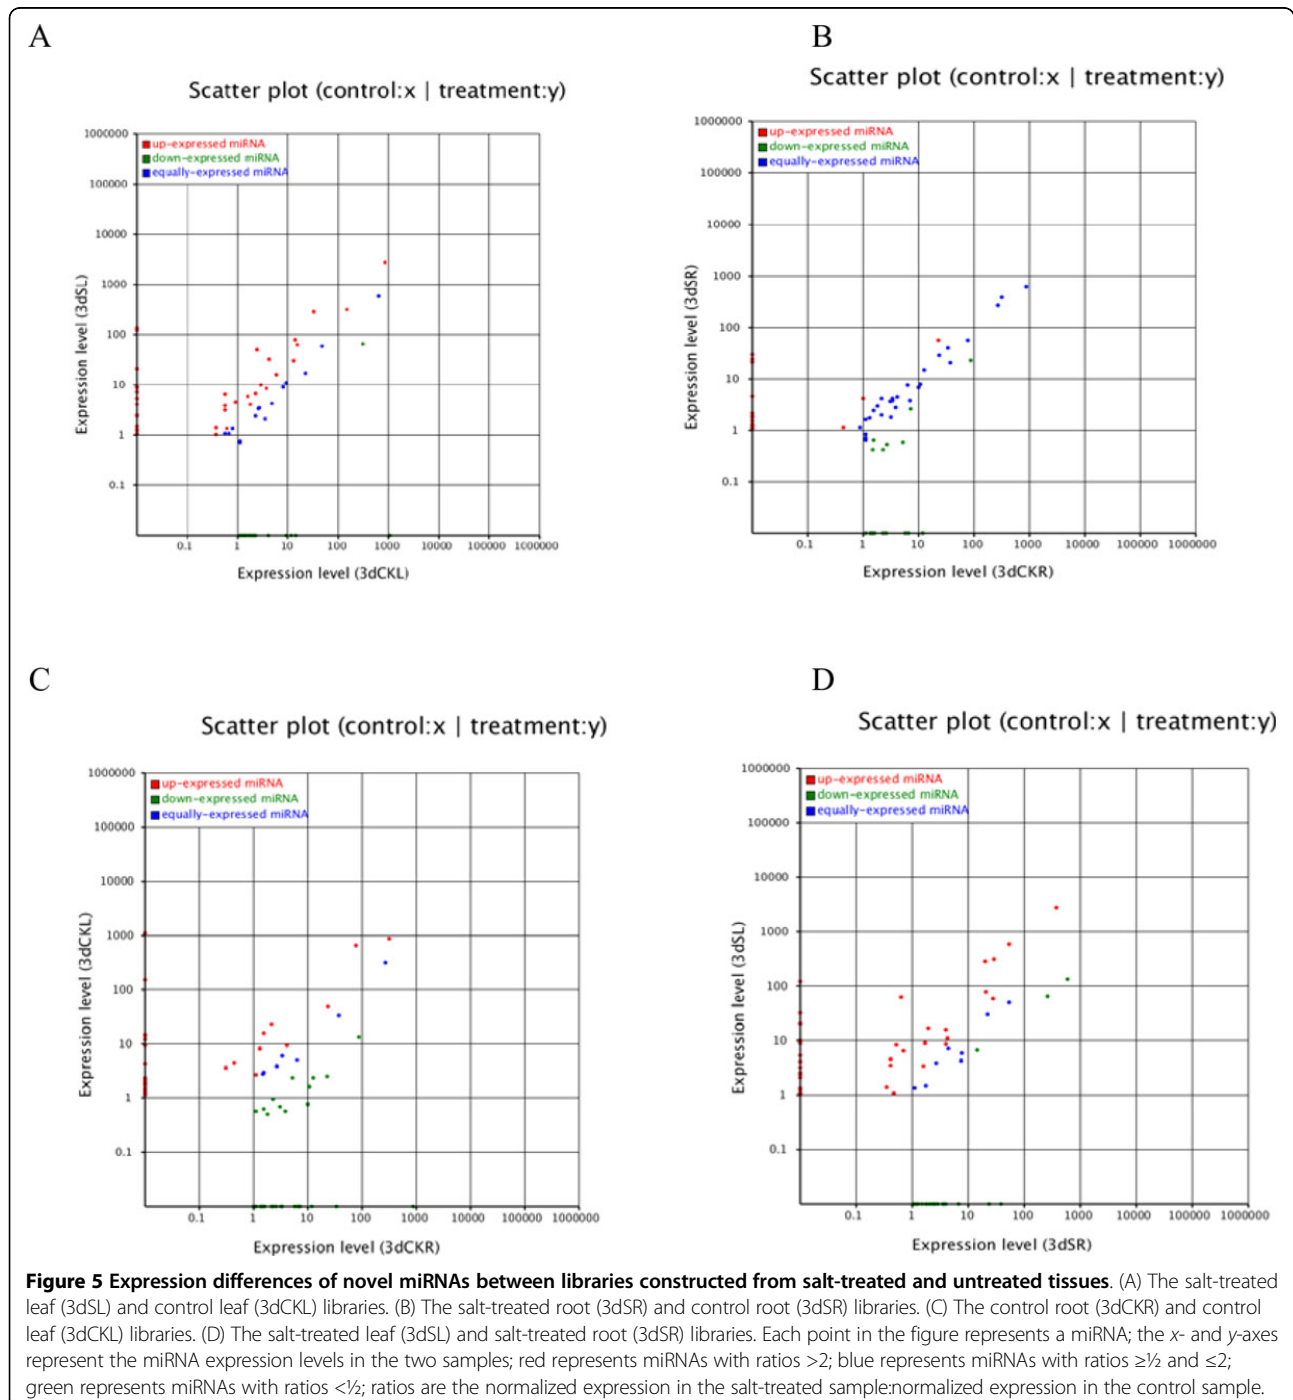 A
Scatter plot (control:x | treatment:y)
1000000
100000
10000
1000
100
10
1
0.1
up-expressed miRNA
down-expressed miRNA
equally-expressed miRNA
Expression level (3dSL)
0.1 1 10 100 1000 10000 100000 1000000
Expression level (3dCKL)
B
Scatter plot (control:x | treatment:y)
1000000
100000
10000
1000
100
10
1
0.1
up-expressed miRNA
down-expressed miRNA
equally-expressed miRNA
Expression level (3dSR)
0.1 1 10 100 1000 10000 100000 1000000
Expression level (3dCKR)
C
Scatter plot (control:x | treatment:y)
1000000
100000
10000
1000
100
10
1
0.1
up-expressed miRNA
down-expressed miRNA
equally-expressed miRNA
Expression level (3dCKL)
0.1 1 10 100 1000 10000 100000 1000000
Expression level (3dCKR)
D
Scatter plot (control:x | treatment:y)
1000000
100000
10000
1000
100
10
1
0.1
up-expressed miRNA
down-expressed miRNA
equally-expressed miRNA
Expression level (3dSL)
0.1 1 10 100 1000 10000 100000 1000000
Expression level (3dSR)
Figure 5 Expression differences of novel miRNAs between libraries constructed from salt-treated and untreated tissues. (A) The salt-treated
leaf (3dSL) and control leaf (3dCKL) libraries. (B) The salt-treated root (3dSR) and control root (3dSR) libraries. (C) The control root (3dCKR) and control
leaf (3dCKL) libraries. (D) The salt-treated leaf (3dSL) and salt-treated root (3dSR) libraries. Each point in the figure represents a miRNA; the x- and y-axes
represent the miRNA expression levels in the two samples; red represents miRNAs with ratios >2; blue represents miRNAs with ratios ≥½ and ≤2;
green represents miRNAs with ratios <½; ratios are the normalized expression in the salt-treated sample:normalized expression in the control sample.